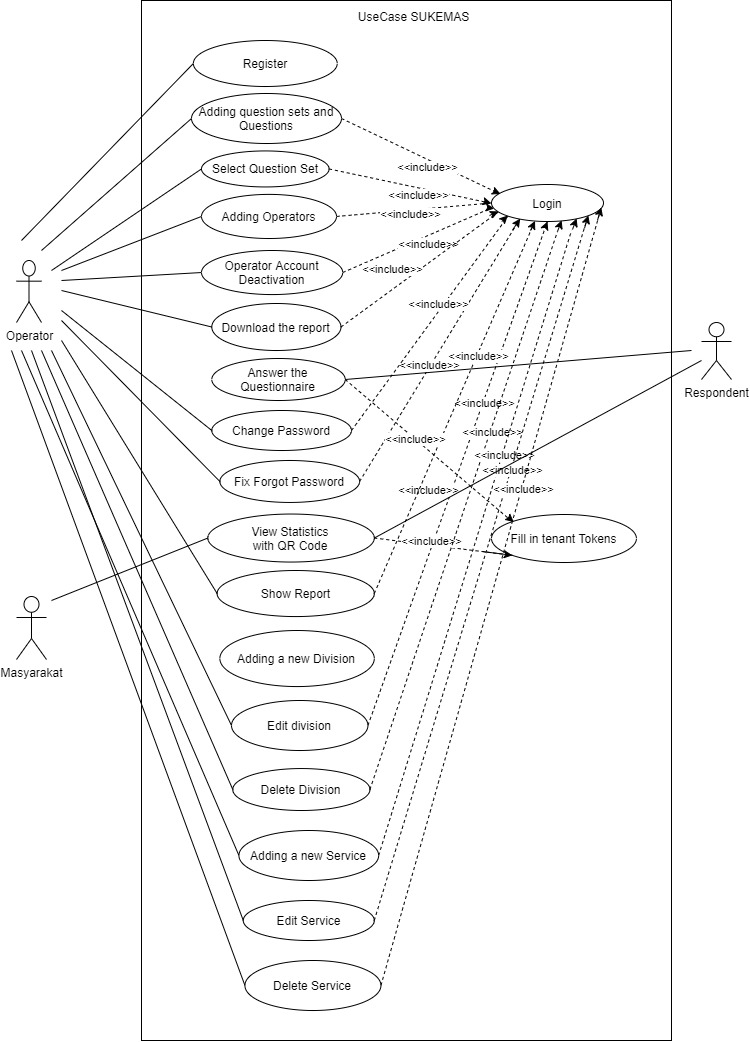 UseCase SUKEMAS
Register
Adding question sets and
Questions
<<include>>
Select Question Set
<<include>>
Login
Adding Operators
<<include>>
<<include>>
Operator Account
Deactivation
<<include>>
<<include>>
Download the report
Operator
<<include>>
<<include>>
Answer the
Questionnaire
Respondent
<<include>>
Change Password
<<include>>
<<include>>
<<include>>
<<include>>
Fix Forgot Password
<<include>>
<<include>>
View Statistics
with QR Code
<<include>>
Fill in tenant Tokens
Show Report
Masyarakat
Adding a new Division
Edit division
Delete Division
Adding a new Service
Edit Service
Delete Service